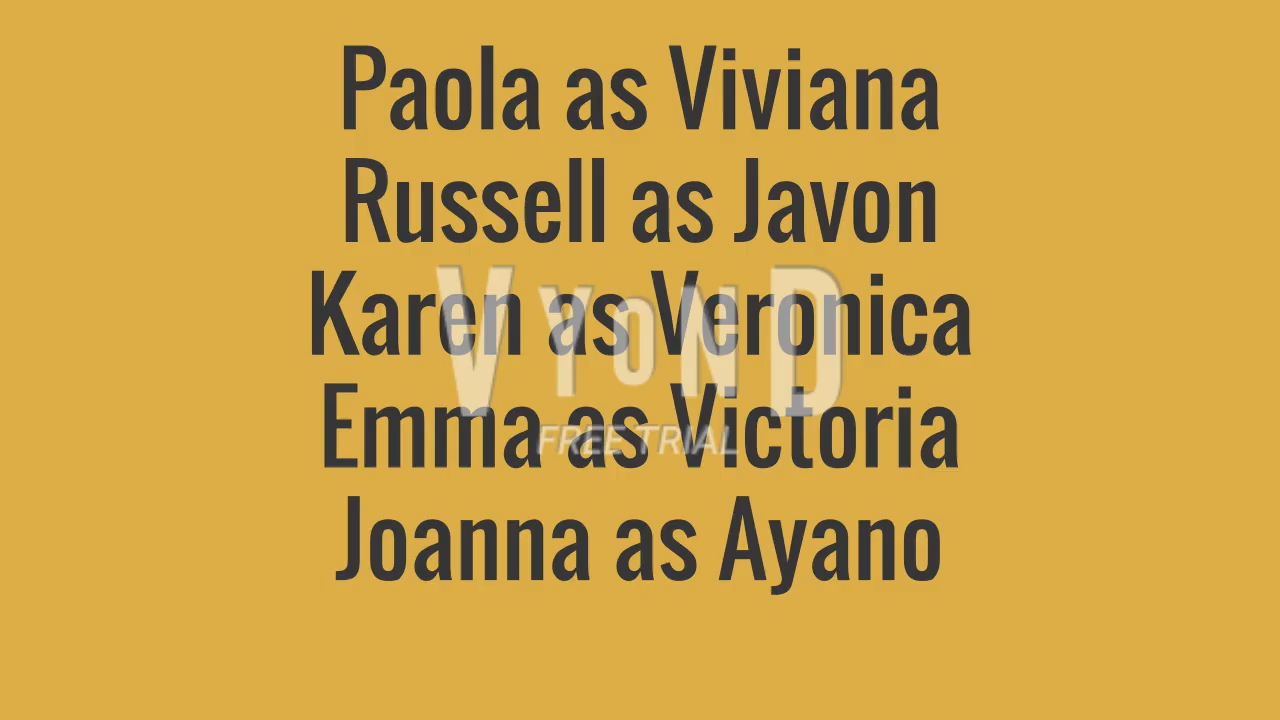 Paola as Viviana
Russell as Javon
Karen as Veronica
Emma as Victoria
Joanna as Ayano
VYOND
FREE TRIAL